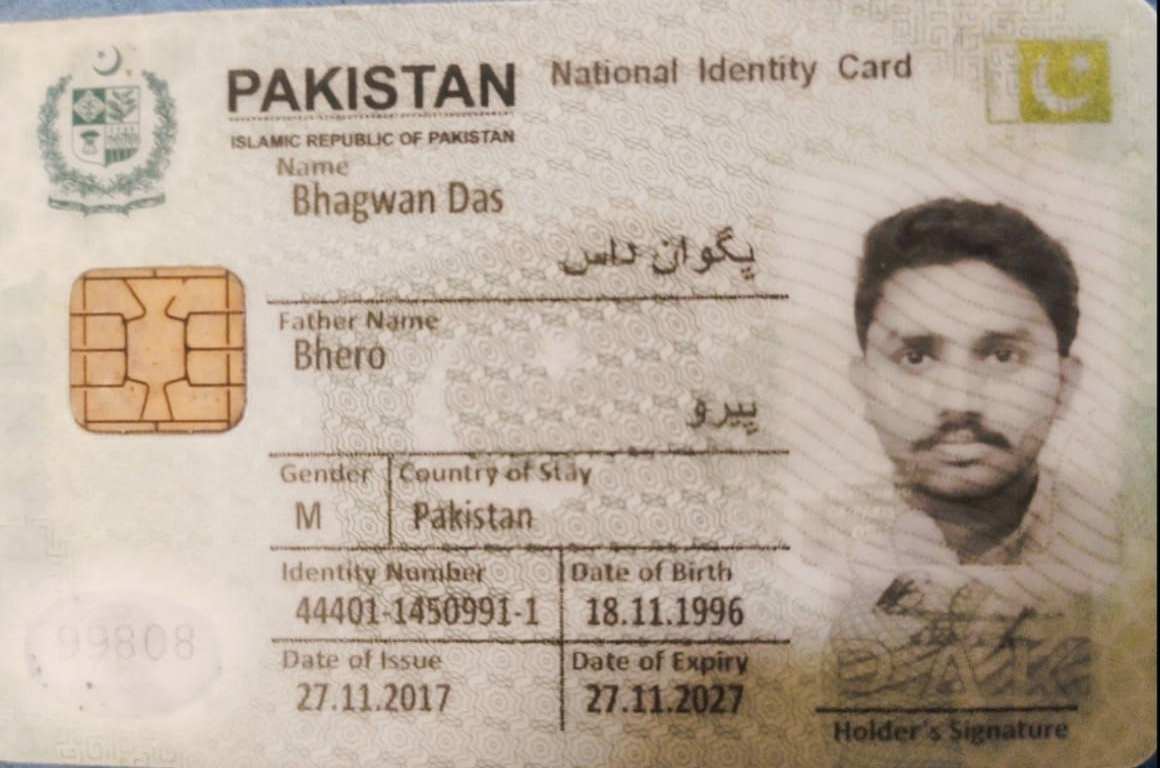 PAKISTAN National Identity Card
ISLAMIC REPUBLIC OF PAKISTAN
Name
Bhagwan Das
پگوان داس
Father Name
Bhero
پیرو
Gender Country of Stay
M Pakistan
Identity Number Date of Birth
44401-1450991-1 18.11.1996
99808
Date of Issue Date of Expiry
27.11.2017 27.11.2027
Holder's Signature